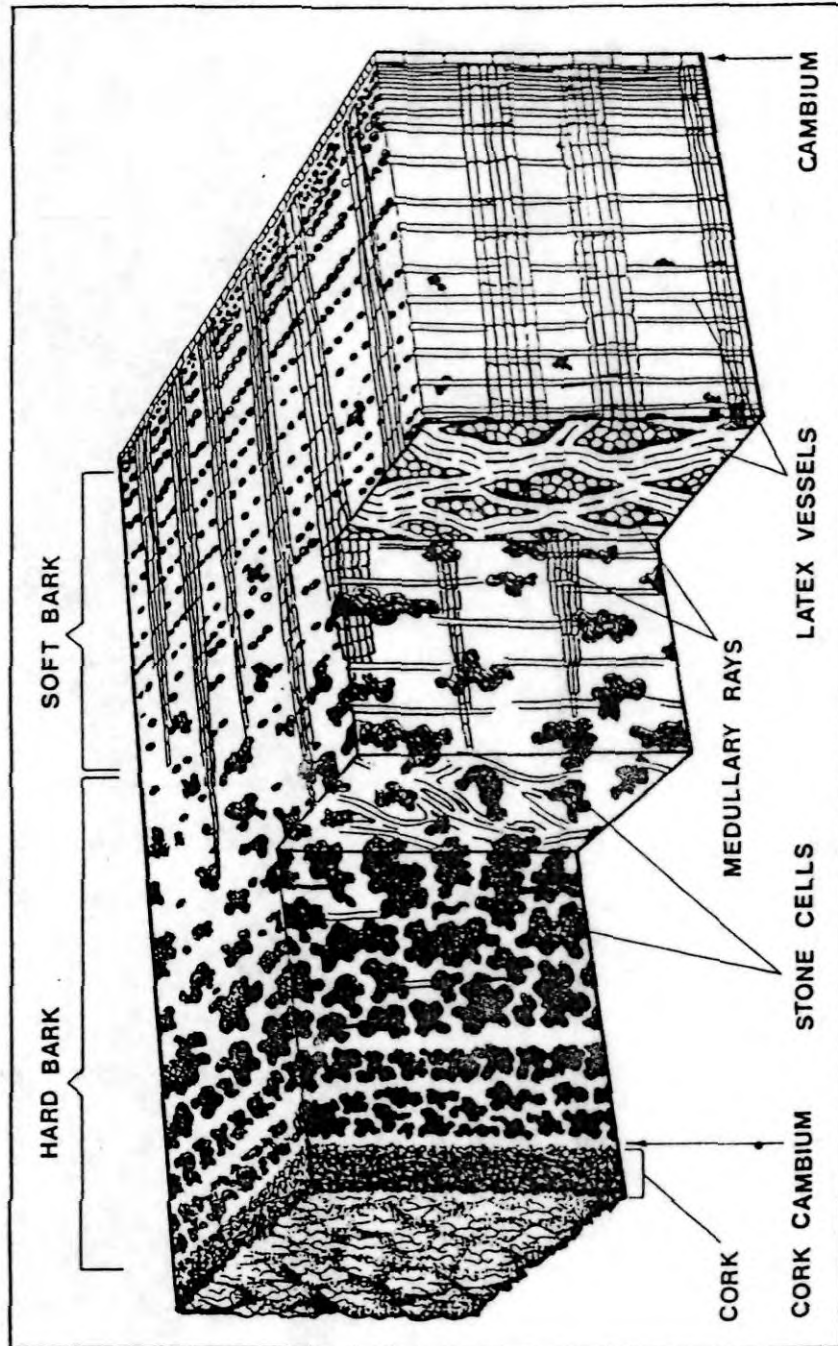 HARD BARK
SOFT BARK
CORK
CORK CAMBIUM
STONE CELLS
MEDULLARY RAYS
LATEX VESSELS
CAMBIUM